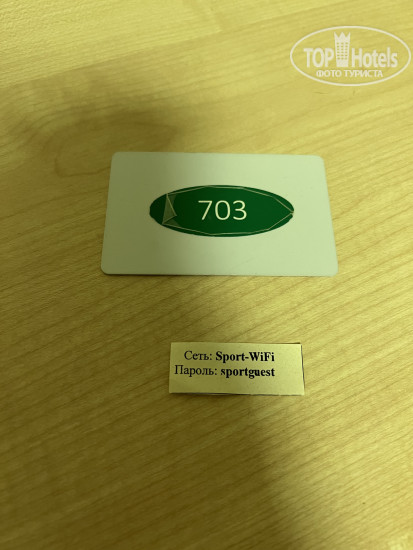 TOP Hotels
ФОТО ТУРИСТА
703
Сеть: Sport-WiFi
Пароль: sportguest